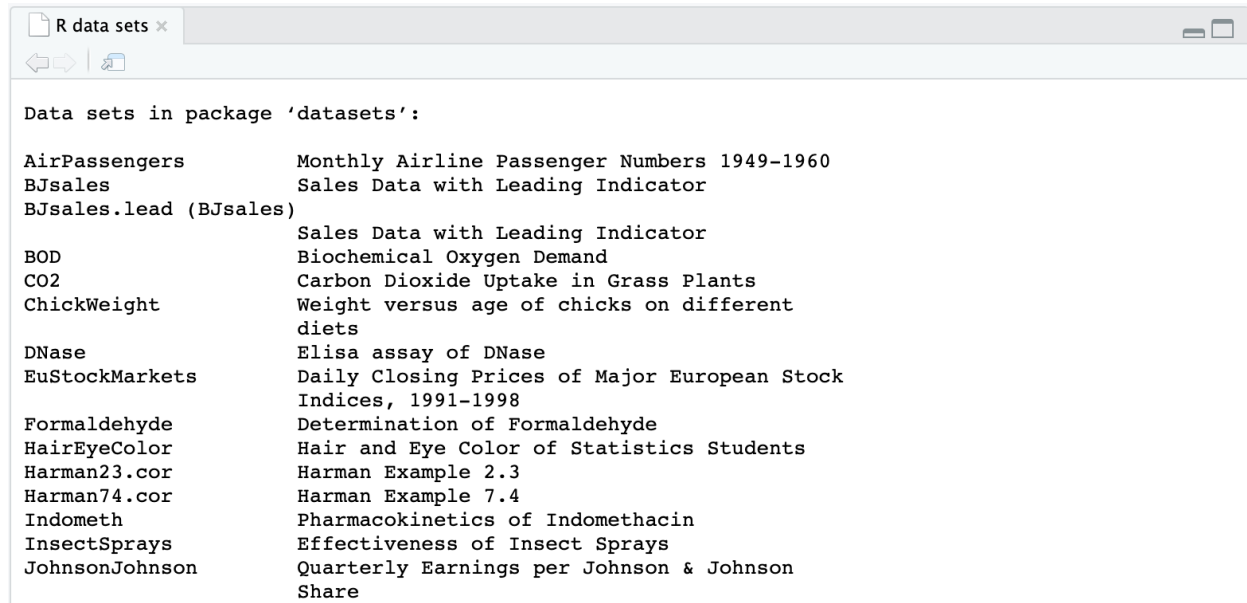 R data sets
Data sets in package ‘datasets’:
AirPassengers Monthly Airline Passenger Numbers 1949-1960
BJsales Sales Data with Leading Indicator
BJsales.lead (BJsales)
Sales Data with Leading Indicator
BOD Biochemical Oxygen Demand
CO2 Carbon Dioxide Uptake in Grass Plants
ChickWeight Weight versus age of chicks on different
diets
DNase Elisa assay of DNase
EuStockMarkets Daily Closing Prices of Major European Stock
Indices, 1991-1998
Formaldehyde Determination of Formaldehyde
HairEyeColor Hair and Eye Color of Statistics Students
Harman23.cor Harman Example 2.3
Harman74.cor Harman Example 7.4
Indometh Pharmacokinetics of Indomethacin
InsectSprays Effectiveness of Insect Sprays
JohnsonJohnson Quarterly Earnings per Johnson & Johnson
Share